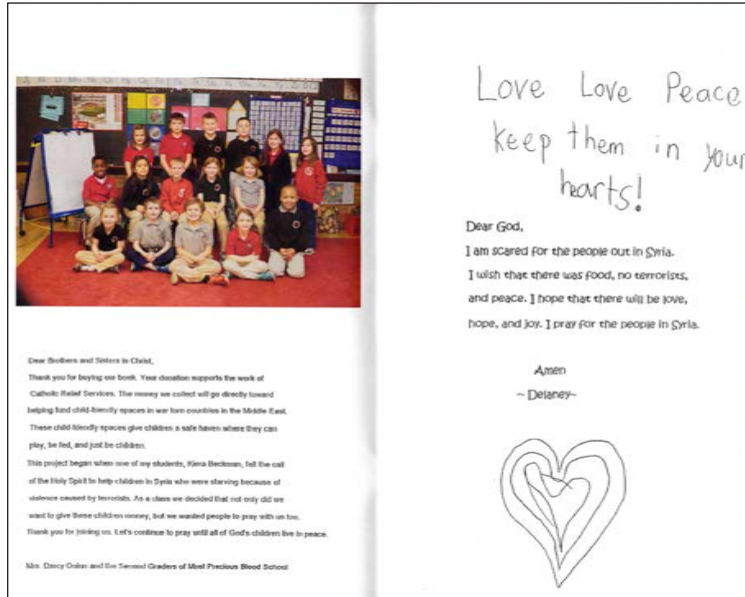 Dear Brothers and Sisters in Christ,
Thank you for buying our book. Your donation supports the work of
Catholic Relief Services. The money we collect will go directly toward
helping fund child-friendly spaces in war torn countries in the Middle East.
These child-friendly spaces give children a safe haven where they can
play, be fed, and just be children.
This project began when one of my students, Kiera Beckman, felt the call
of the Holy Spirit to help children in Syria who were starving because of
violence caused by terrorists. As a class we decided that not only did we
want to give these children money, but we wanted people to pray with us too.
Thank you for joining us. Let's continue to pray until all of God's children live in peace.
Mrs. Darcy and the Second Graders of Most Precious Blood School
Love Love Peace
keep them in your
hearts!
Dear God,
I am scared for the people out in Syria.
I wish that there was food, no terrorists,
and peace. I hope that there will be love,
hope, and joy. I pray for the people in Syria.
Amen
~ Delaney~